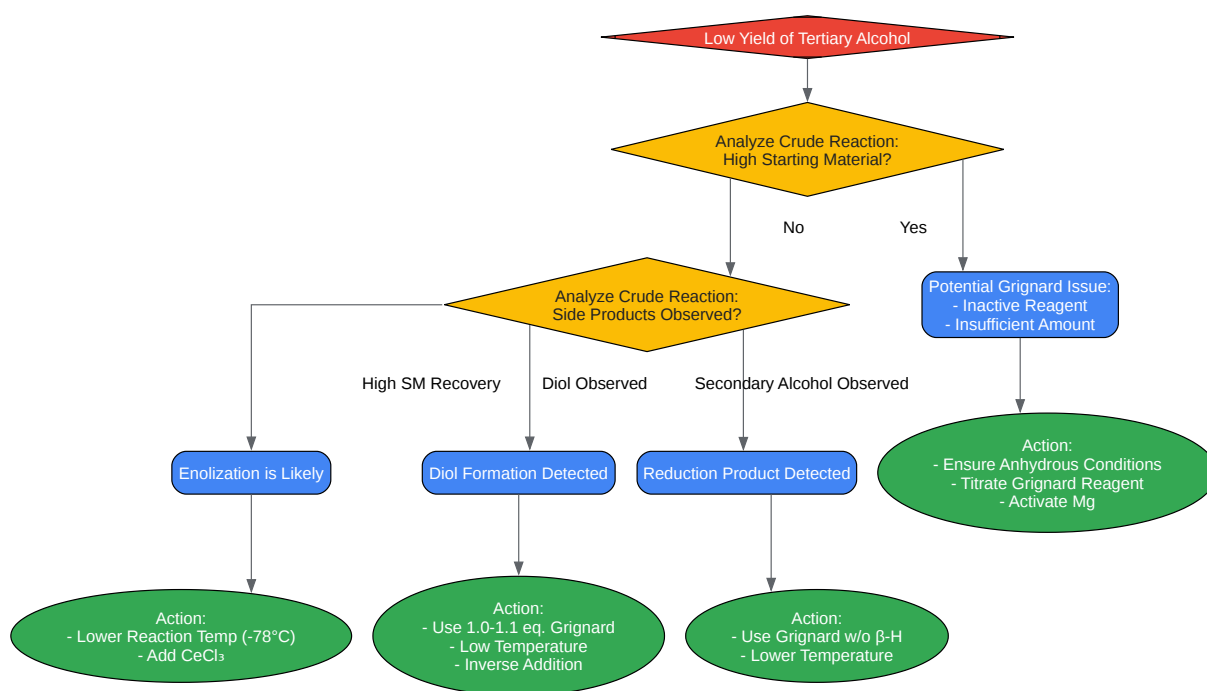 Low Yield of Tertiary Alcohol
Analyze Crude Reaction:
High Starting Material?
No
Yes
Analyze Crude Reaction:
Side Products Observed?
Potential Grignard Issue:
- Inactive Reagent
- Insufficient Amount
High SM Recovery
Diol Observed
Secondary Alcohol Observed
Enolization is Likely
Diol Formation Detected
Reduction Product Detected
Action:
- Ensure Anhydrous Conditions
- Titrate Grignard Reagent
- Activate Mg
Action:
- Lower Reaction Temp (-78°C)
- Add CeCl₃
Action:
- Use 1.0-1.1 eq. Grignard
- Low Temperature
- Inverse Addition
Action:
- Use Grignard w/o β-H
- Lower Temperature